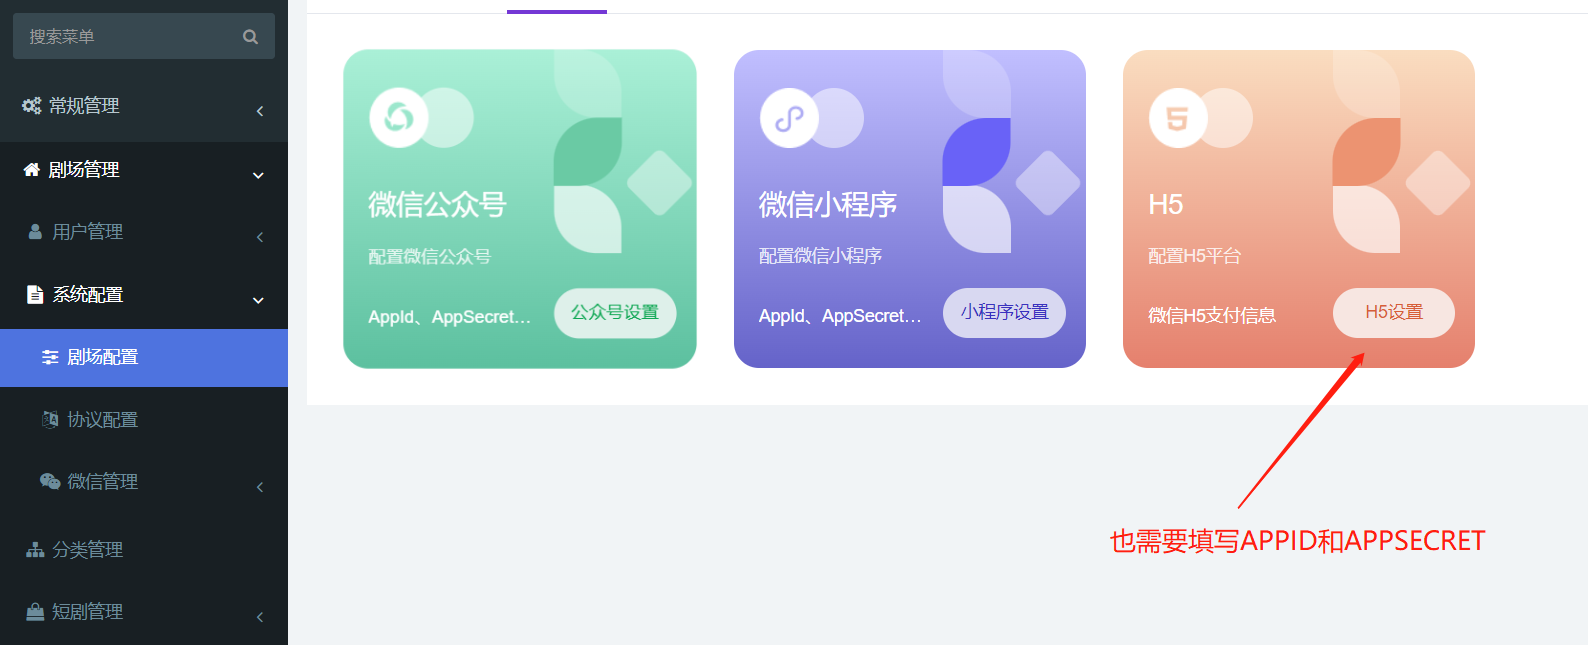 搜索菜单
常规管理
剧场管理
用户管理
系统配置
剧场配置
协议配置
微信管理
分类管理
短剧管理
微信公众号
配置微信公众号
AppId、AppSecret...
公众号设置
微信小程序
配置微信小程序
AppId、AppSecret...
小程序设置
H5
配置H5平台
微信H5支付信息
H5设置
也需要填写APPID和APPSECRET